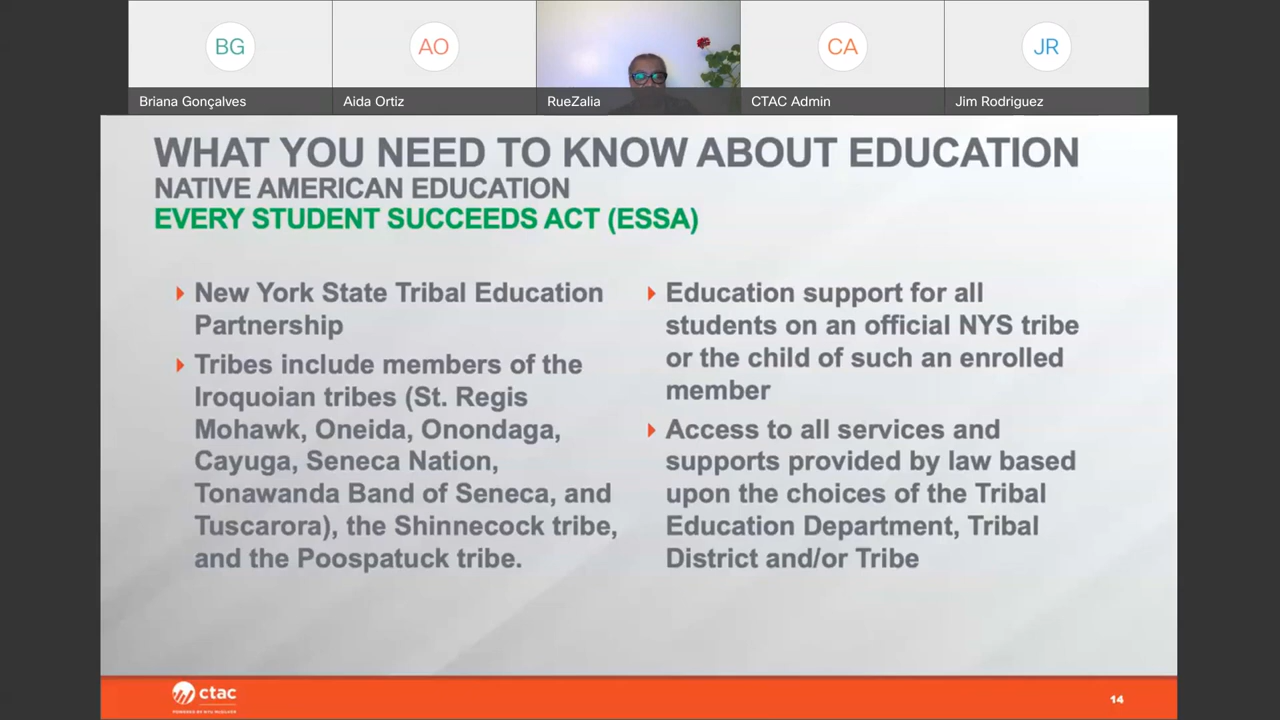 BG
AO
CA
JR
Briana Gonçalves
Aida Ortiz
RueZalia
CTAC Admin
Jim Rodriguez
WHAT YOU NEED TO KNOW ABOUT EDUCATION
NATIVE AMERICAN EDUCATION
EVERY STUDENT SUCCEEDS ACT (ESSA)
New York State Tribal Education
Partnership
Tribes include members of the
Iroquoian tribes (St. Regis
Mohawk, Oneida, Onondaga,
Cayuga, Seneca Nation,
Tonawanda Band of Seneca, and
Tuscarora), the Shinnecock tribe,
and the Poospatuck tribe.
Education support for all
students on an official NYS tribe
or the child of such an enrolled
member
Access to all services and
supports provided by law based
upon the choices of the Tribal
Education Department, Tribal
District and/or Tribe
ctac
POWERED BY NYU MCSILVER
14